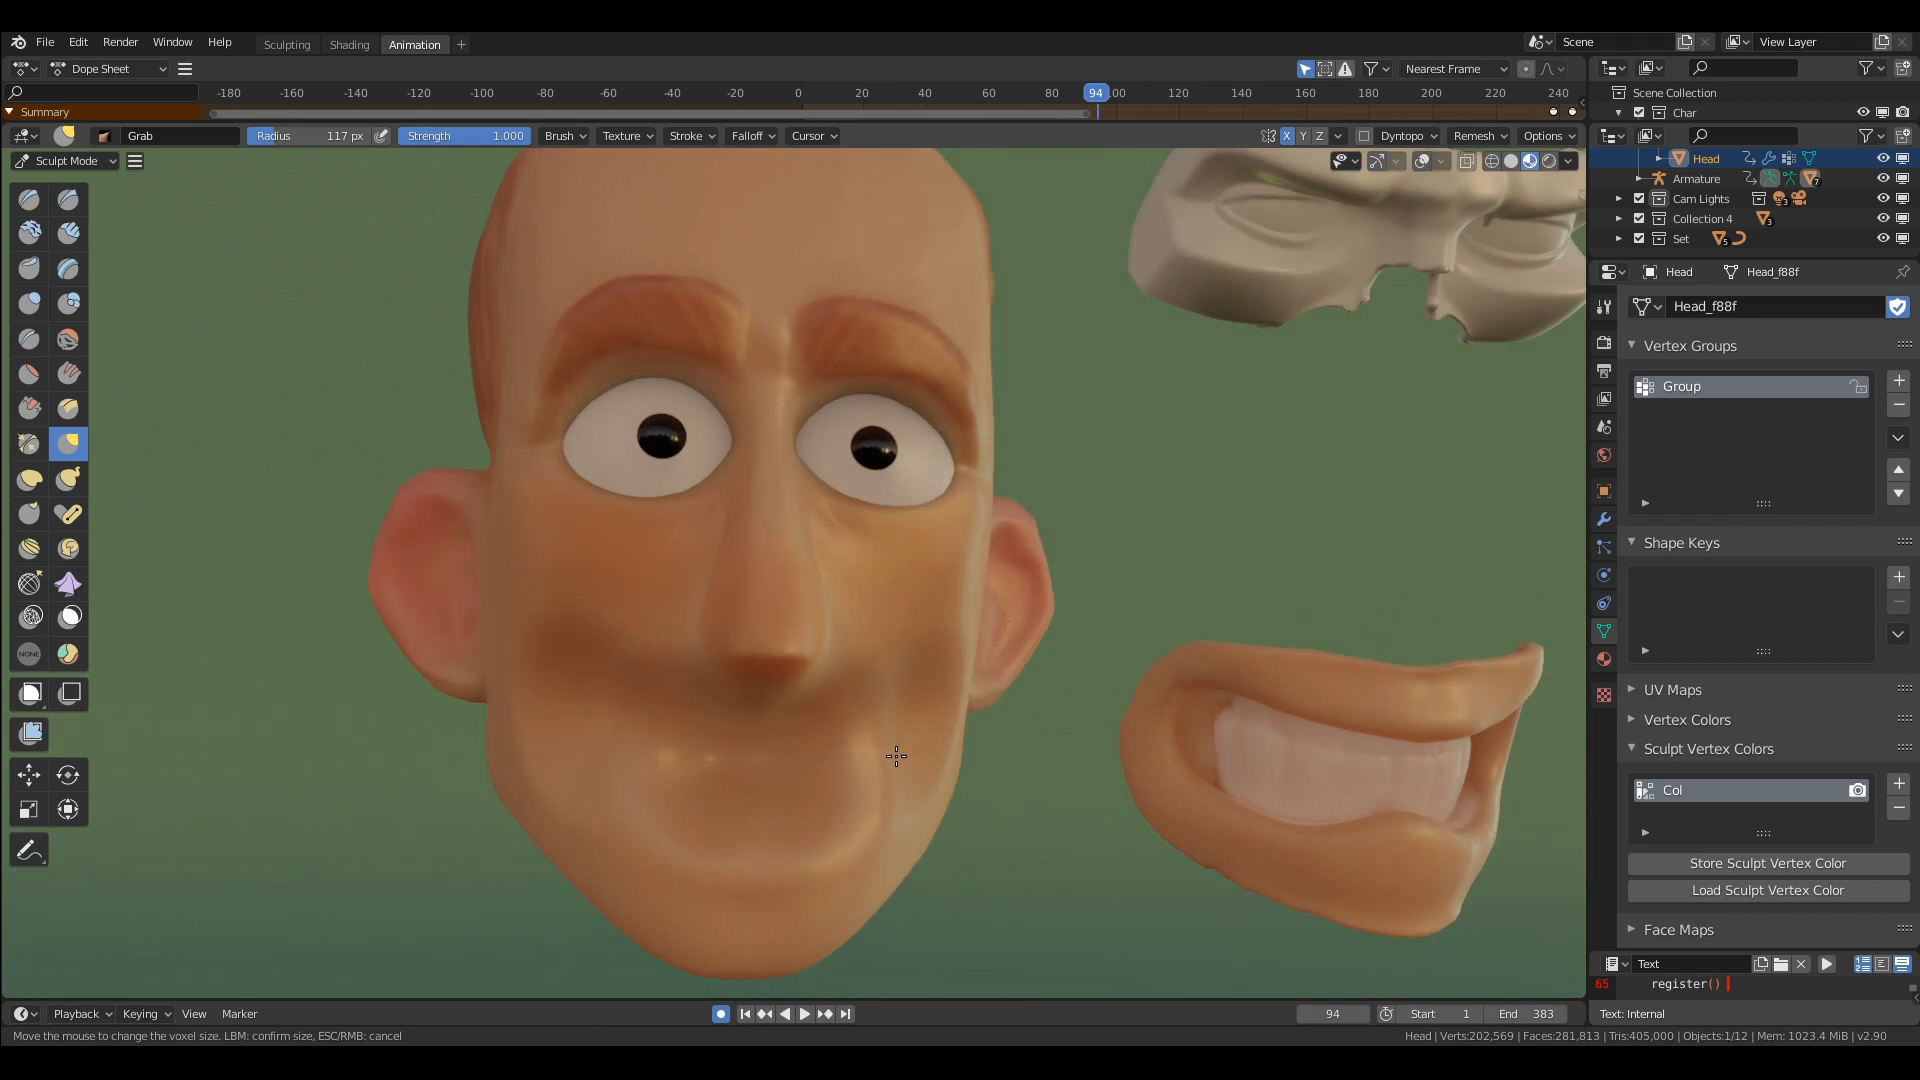 File Edit Render Window Help Sculpting Shading Animation + Scene View Layer
Dope Sheet Nearest Frame
-180 -160 -140 -120 -100 -80 -60 -40 -20 0 20 40 60 80 94 100 120 140 160 180 200 220 240
Scene Collection
Summary
Char
Grab Radius 117 px Strength 1.000 Brush Texture Stroke Falloff Cursor X Y Z Dyntopo Remesh Options
Sculpt Mode
Head
Armature 7
Cam Lights 3
Collection 4 3
Set 5
Head Head_f88f
Head_f88f
Vertex Groups
Group
Shape Keys
UV Maps
Vertex Colors
Sculpt Vertex Colors
Col
Store Sculpt Vertex Color
Load Sculpt Vertex Color
Face Maps
NONE
Text
65 register()
Playback Keying View Marker 94 Start 1 End 383
Text: Internal
Move the mouse to change the voxel size. LBM: confirm size, ESC/RMB: cancel
Head | Verts:202,569 | Faces:281,813 | Tris:405,000 | Objects:1/12 | Mem: 1023.4 MiB | v2.90